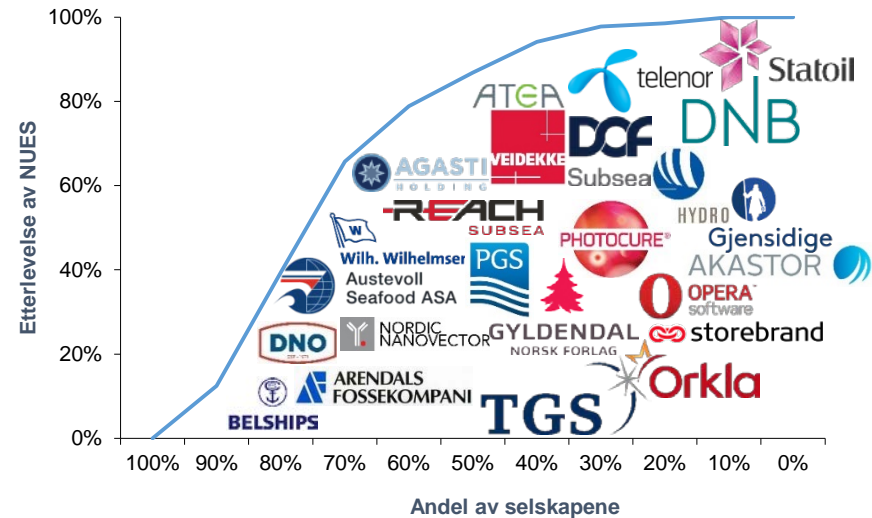 100%
80%
60%
40%
20%
0%
Etterlevelse av NUES
ATEA
telenor
Statoil
DNB
VEIDEKKE
DOF
Subsea
AGASTI
HOLDING
REACH
SUBSEA
PHOTOCURE®
HYDRO
Gjensidige
W
Wilh. Wilhelmser
PGS
AKASTOR
Austevoll
Seafood ASA
OPERA
software
DNO
NORDIC
NANOVECTOR
GYLDENDAL
NORSK FORLAG
storebrand
ARENDALS
FOSSEKOMPANI
BELSHIPS
TGS
Orkla
100% 90% 80% 70% 60% 50% 40% 30% 20% 10% 0%
Andel av selskapene